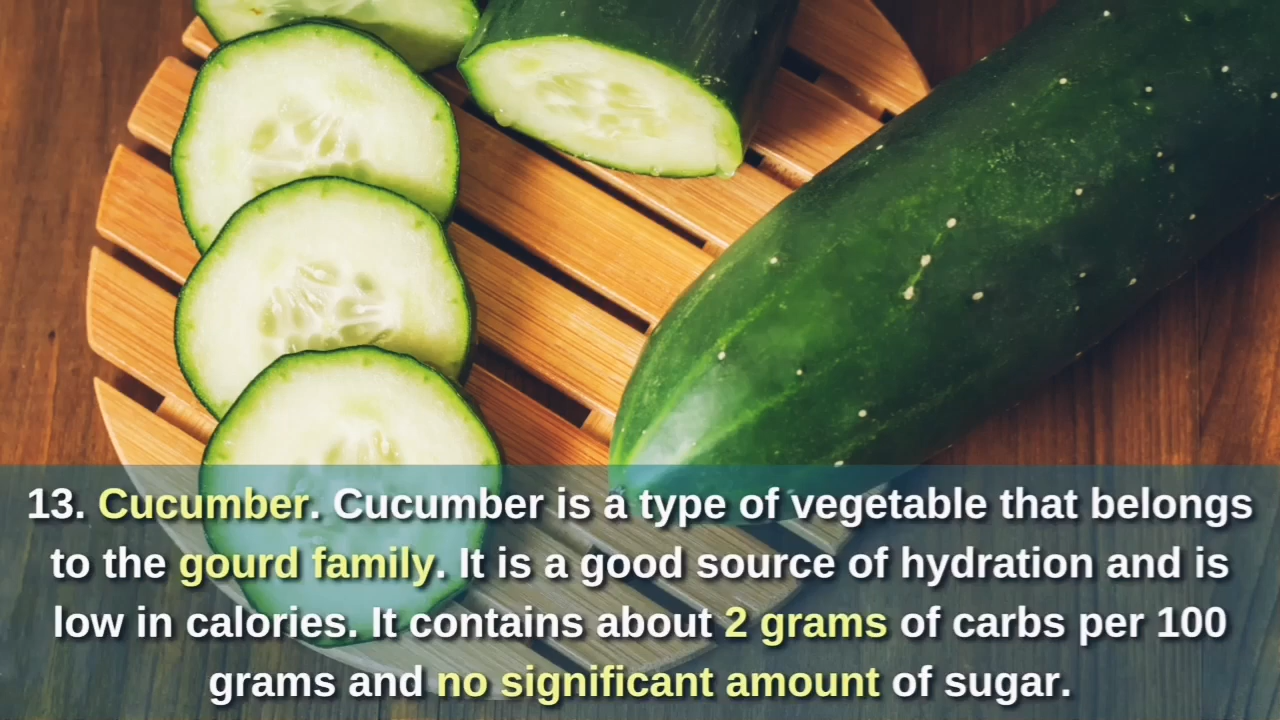 13. Cucumber. Cucumber is a type of vegetable that belongs
to the gourd family. It is a good source of hydration and is
low in calories. It contains about 2 grams of carbs per 100
grams and no significant amount of sugar.